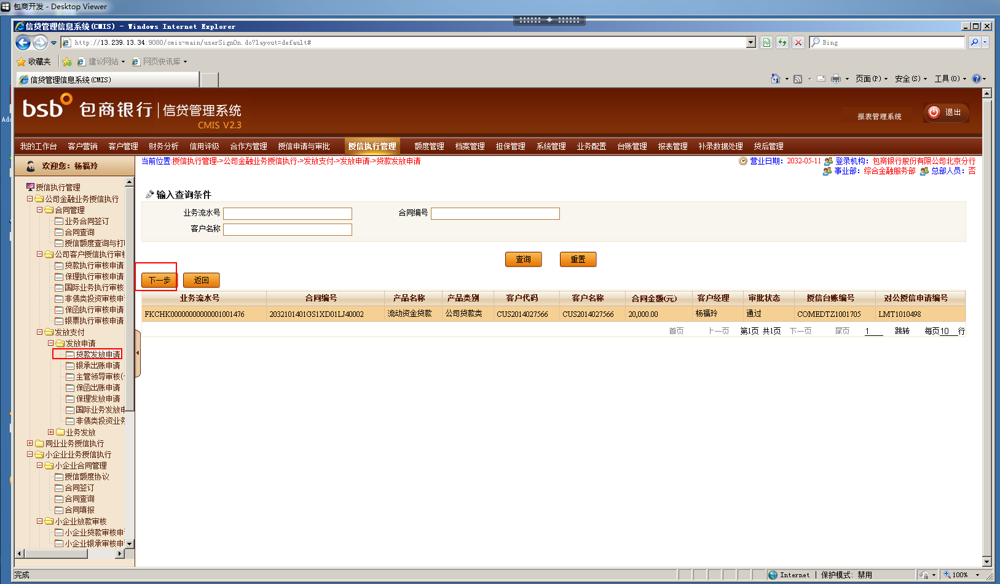 包商开发 - Desktop Viewer
信贷管理信息系统(CMIS) - Windows Internet Explorer
http://13.239.13.34:9080/cmis-main/userSignOn.do?layout=default#
Bing
收藏夹 建议网站 网页快讯库
信贷管理信息系统(CMIS)
页面(P) 安全(S) 工具(O)
bsb 包商银行 信贷管理系统
CMIS V2.3
报表管理系统 退出
我的工作台 客户营销 客户管理 财务分析 信用评级 合作方管理 授信申请与审批 授信执行管理 额度管理 档案管理 担保管理 系统管理 业务配置 台账管理 报表管理 补录数据处理 贷后管理
欢迎您：杨福玲
当前位置:授信执行管理->公司金融业务授信执行->发放支付->发放申请->贷款发放申请
营业日期: 2032-05-11 登录机构: 包商银行股份有限公司北京分行
事业部: 综合金融服务部 总部人员: 否
授信执行管理
公司金融业务授信执行
合同管理
业务合同签订
合同查询
授信额度查询与打
公司客户授信执行审核
贷款执行审核申请
保理执行审核申请
国际业务执行审核
非债类投资审核申
保函执行审核申请
银票执行审核申请
发放支付
发放申请
贷款发放申请
银承出账申请
主管领导审核(
保函出账申请
保理发放申请
国际业务发放申
非债类投资业务
业务发放
同业业务授信执行
小企业业务授信执行
小企业合同管理
授信额度协议
合同签订
合同查询
合同填报
小企业放款审核
小企业贷款审核申
小企业银承审核申
输入查询条件
业务流水号 合同编号
客户名称
查询 重置
下一步 返回
业务流水号 合同编号 产品名称 产品类别 客户代码 客户名称 合同金额(元) 客户经理 审批状态 授信台账编号 对公授信申请编号
FKCHK00000000000001001476 2032101401GS1XD01LJ40002 流动资金贷款 公司贷款类 CUS2014027566 CUS2014027566 20,000.00 杨福玲 通过 COMEDTZ1001705 LMT1010498
首页 上一页 第1页 共1页 下一页 尾页 1 跳转 每页10 行
完成
Internet | 保护模式: 禁用
100%